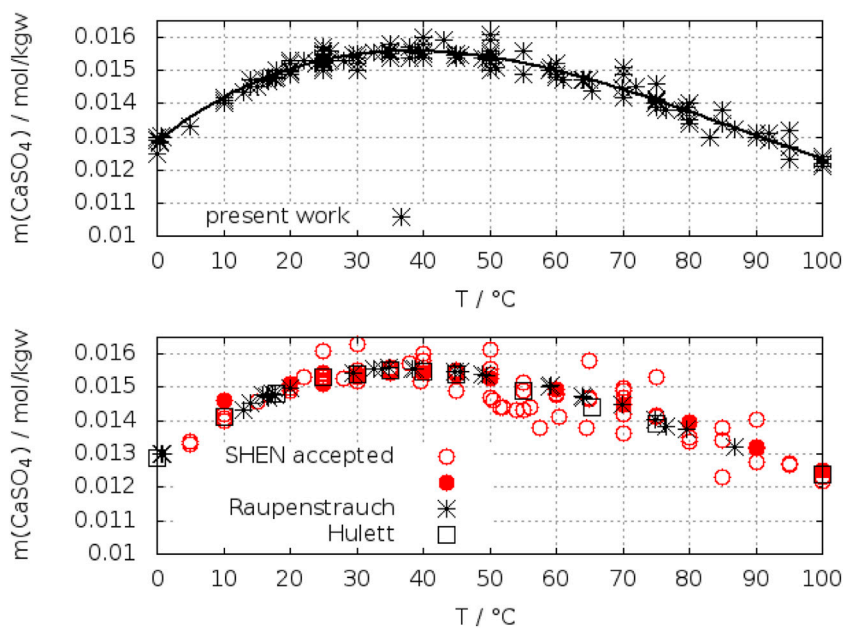 m(CaSO4) / mol/kgw
0.016
0.015
0.014
0.013
0.012
0.011
0.01
present work
0 10 20 30 40 50 60 70 80 90 100
T / °C
m(CaSO4) / mol/kgw
0.016
0.015
0.014
0.013
0.012
0.011
0.01
SHEN accepted
Raupenstrauch
Hulett
0 10 20 30 40 50 60 70 80 90 100
T / °C